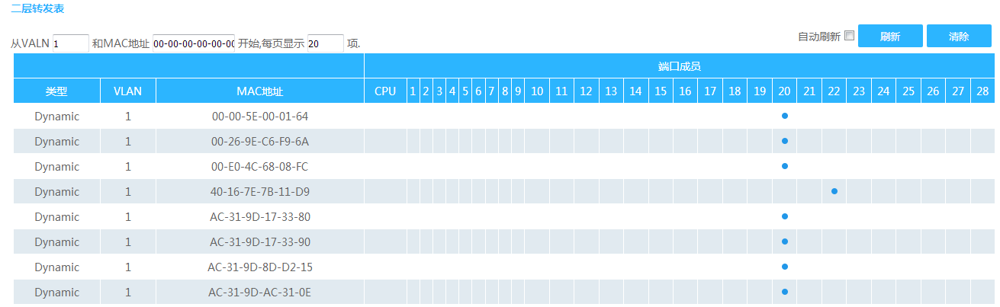 二层转发表
从VALN 1 和MAC地址 00-00-00-00-00-00 开始,每页显示 20 项. 自动刷新 刷新 清除
端口成员
类型 VLAN MAC地址 CPU 1 2 3 4 5 6 7 8 9 10 11 12 13 14 15 16 17 18 19 20 21 22 23 24 25 26 27 28
Dynamic 1 00-00-5E-00-01-64
Dynamic 1 00-26-9E-C6-F9-6A
Dynamic 1 00-E0-4C-68-08-FC
Dynamic 1 40-16-7E-7B-11-D9
Dynamic 1 AC-31-9D-17-33-80
Dynamic 1 AC-31-9D-17-33-90
Dynamic 1 AC-31-9D-8D-D2-15
Dynamic 1 AC-31-9D-AC-31-0E